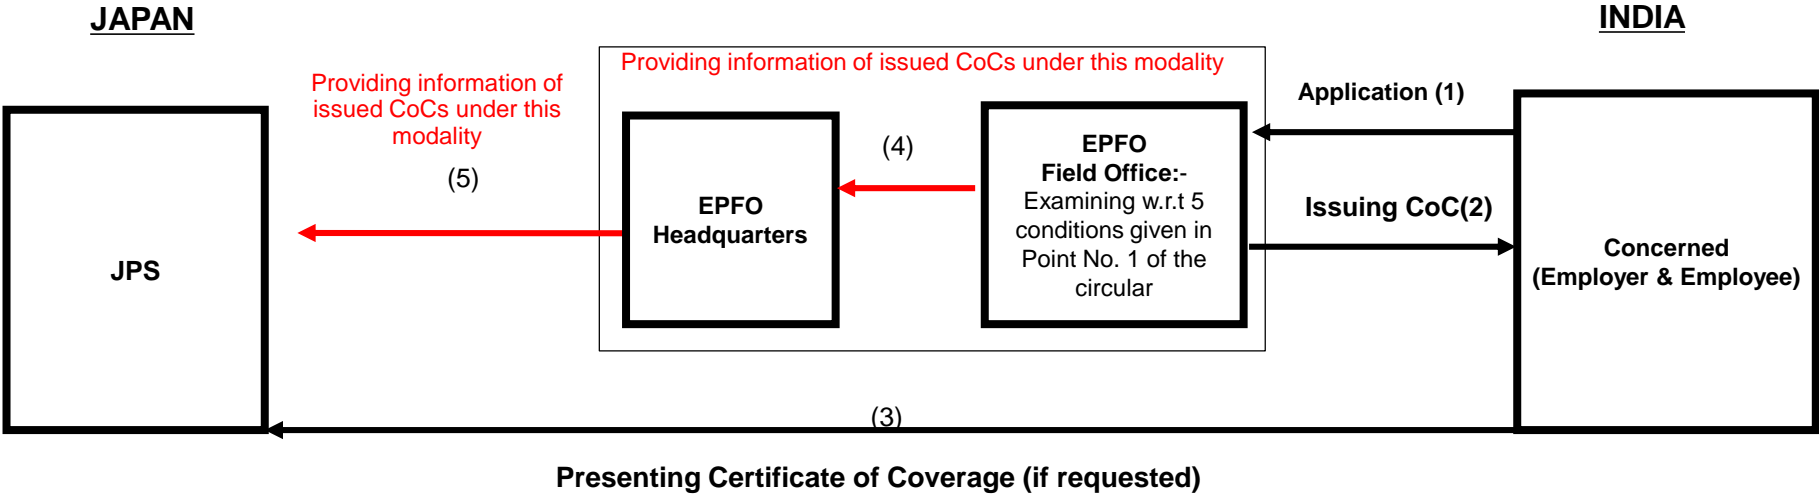 JAPAN
INDIA
Providing information of issued CoCs under this modality
Providing information of
issued CoCs under this
modality
(5)
JPS
EPFO
Headquarters
(4)
EPFO
Field Office:-
Examining w.r.t 5
conditions given in
Point No. 1 of the
circular
Application (1)
Issuing CoC(2)
Concerned
(Employer & Employee)
(3)
Presenting Certificate of Coverage (if requested)